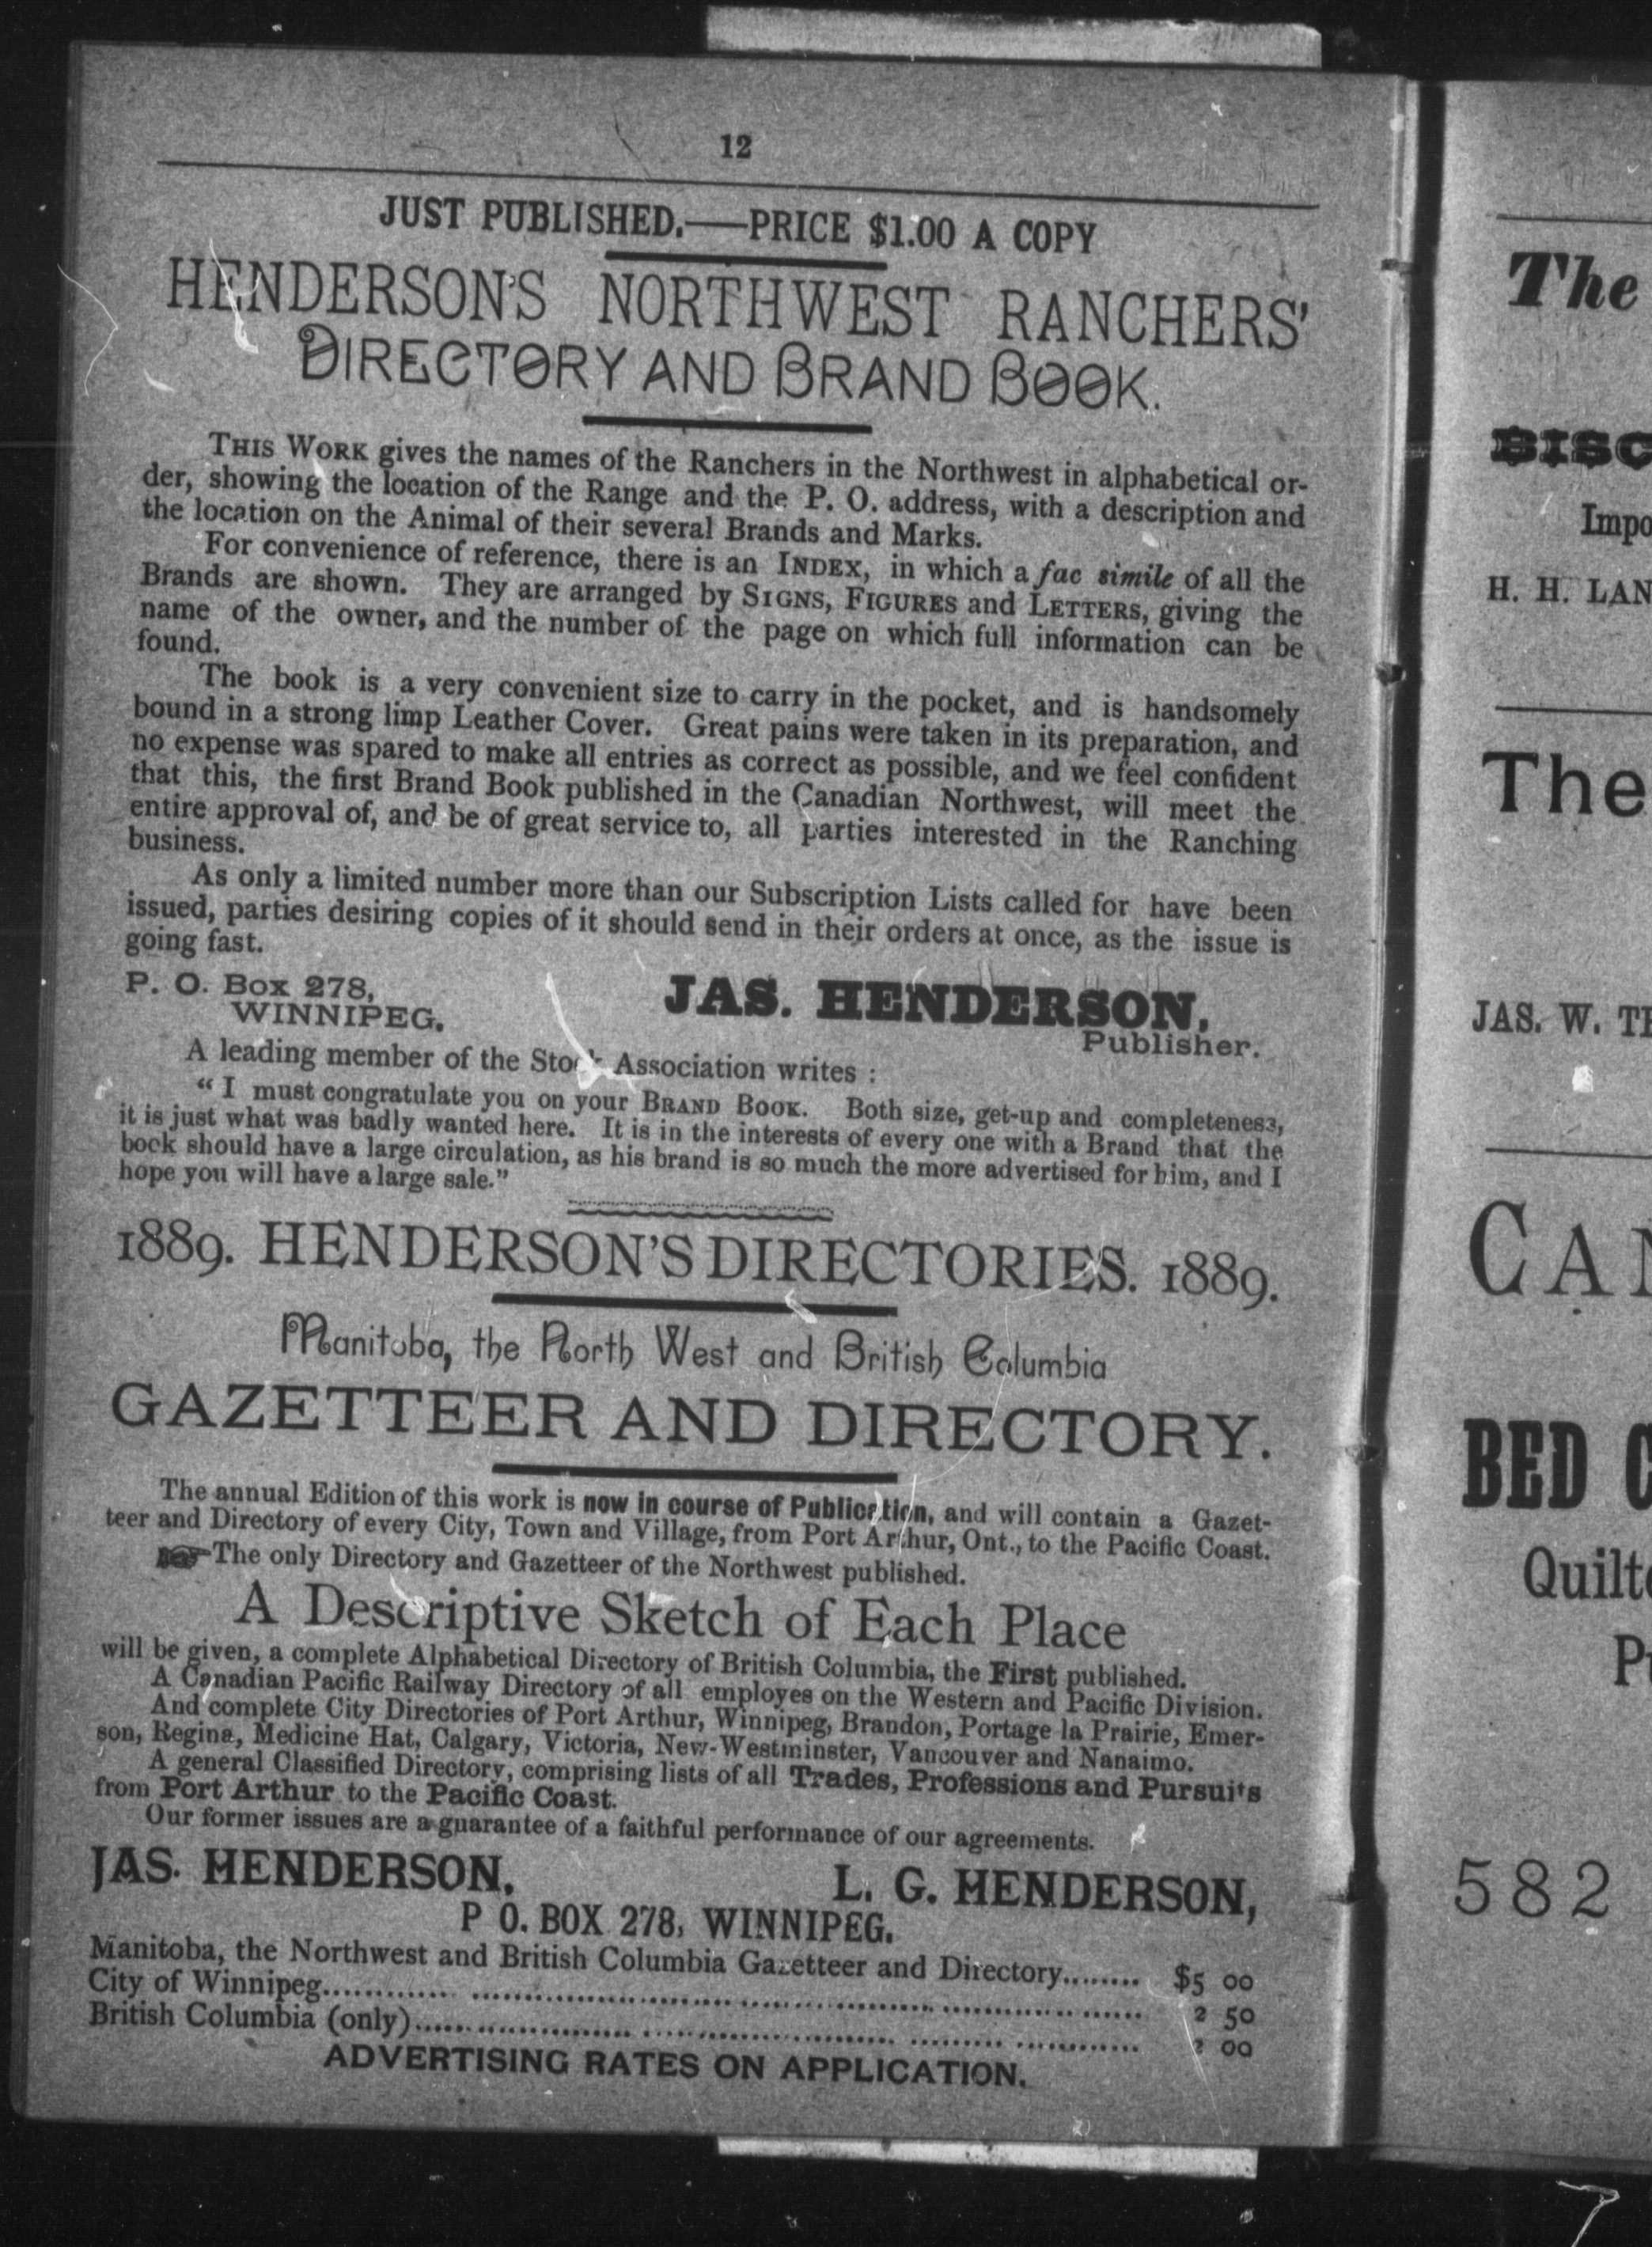 12
JUST PUBLISHED.—PRICE $1.00 A COPY
HENDERSON'S NORTHWEST RANCHERS'
DIRECTORY AND BRAND BOOK.
THIS WORK gives the names of the Ranchers in the Northwest in alphabetical or-
der, showing the location of the Range and the P. O. address, with a description and
the location on the Animal of their several Brands and Marks.
For convenience of reference, there is an INDEX, in which a fac simile of all the
Brands are shown. They are arranged by SIGNS, FIGURES and LETTERS, giving the
name of the owner, and the number of the page on which full information can be
found.
The book is a very convenient size to carry in the pocket, and is handsomely
bound in a strong limp Leather Cover. Great pains were taken in its preparation, and
no expense was spared to make all entries as correct as possible, and we feel confident
that this, the first Brand Book published in the Canadian Northwest, will meet the
entire approval of, and be of great service to, all parties interested in the Ranching
business.
As only a limited number more than our Subscription Lists called for have been
issued, parties desiring copies of it should send in their orders at once, as the issue is
going fast.
P. O. Box 278,
WINNIPEG.
JAS. HENDERSON,
Publisher.
A leading member of the Stock Association writes :
“ I must congratulate you on your BRAND BOOK. Both size, get-up and completeness,
it is just what was badly wanted here. It is in the interests of every one with a Brand that the
bock should have a large circulation, as his brand is so much the more advertised for him, and I
hope you will have a large sale.”
1889. HENDERSON'S DIRECTORIES. 1889.
Manitoba, the North West and British Columbia
GAZETTEER AND DIRECTORY.
The annual Edition of this work is now in course of Publication, and will contain a Gazet-
teer and Directory of every City, Town and Village, from Port Arthur, Ont., to the Pacific Coast.
☞The only Directory and Gazetteer of the Northwest published.
A Descriptive Sketch of Each Place
will be given, a complete Alphabetical Directory of British Columbia, the First published.
A Canadian Pacific Railway Directory of all employes on the Western and Pacific Division.
And complete City Directories of Port Arthur, Winnipeg, Brandon, Portage la Prairie, Emer-
son, Regina, Medicine Hat, Calgary, Victoria, New-Westminster, Vancouver and Nanaimo.
A general Classified Directory, comprising lists of all Trades, Professions and Pursuits
from Port Arthur to the Pacific Coast.
Our former issues are a guarantee of a faithful performance of our agreements.
JAS. HENDERSON, L. G. HENDERSON,
P O. BOX 278, WINNIPEG.
Manitoba, the Northwest and British Columbia Gazetteer and Directory........ $5 00
City of Winnipeg........ 2 50
British Columbia (only)........ 2 00
ADVERTISING RATES ON APPLICATION.
The
BISC
Impo
H. H. LAN
The
JAS. W. TH
CAN
BED C
Quilt
P
582